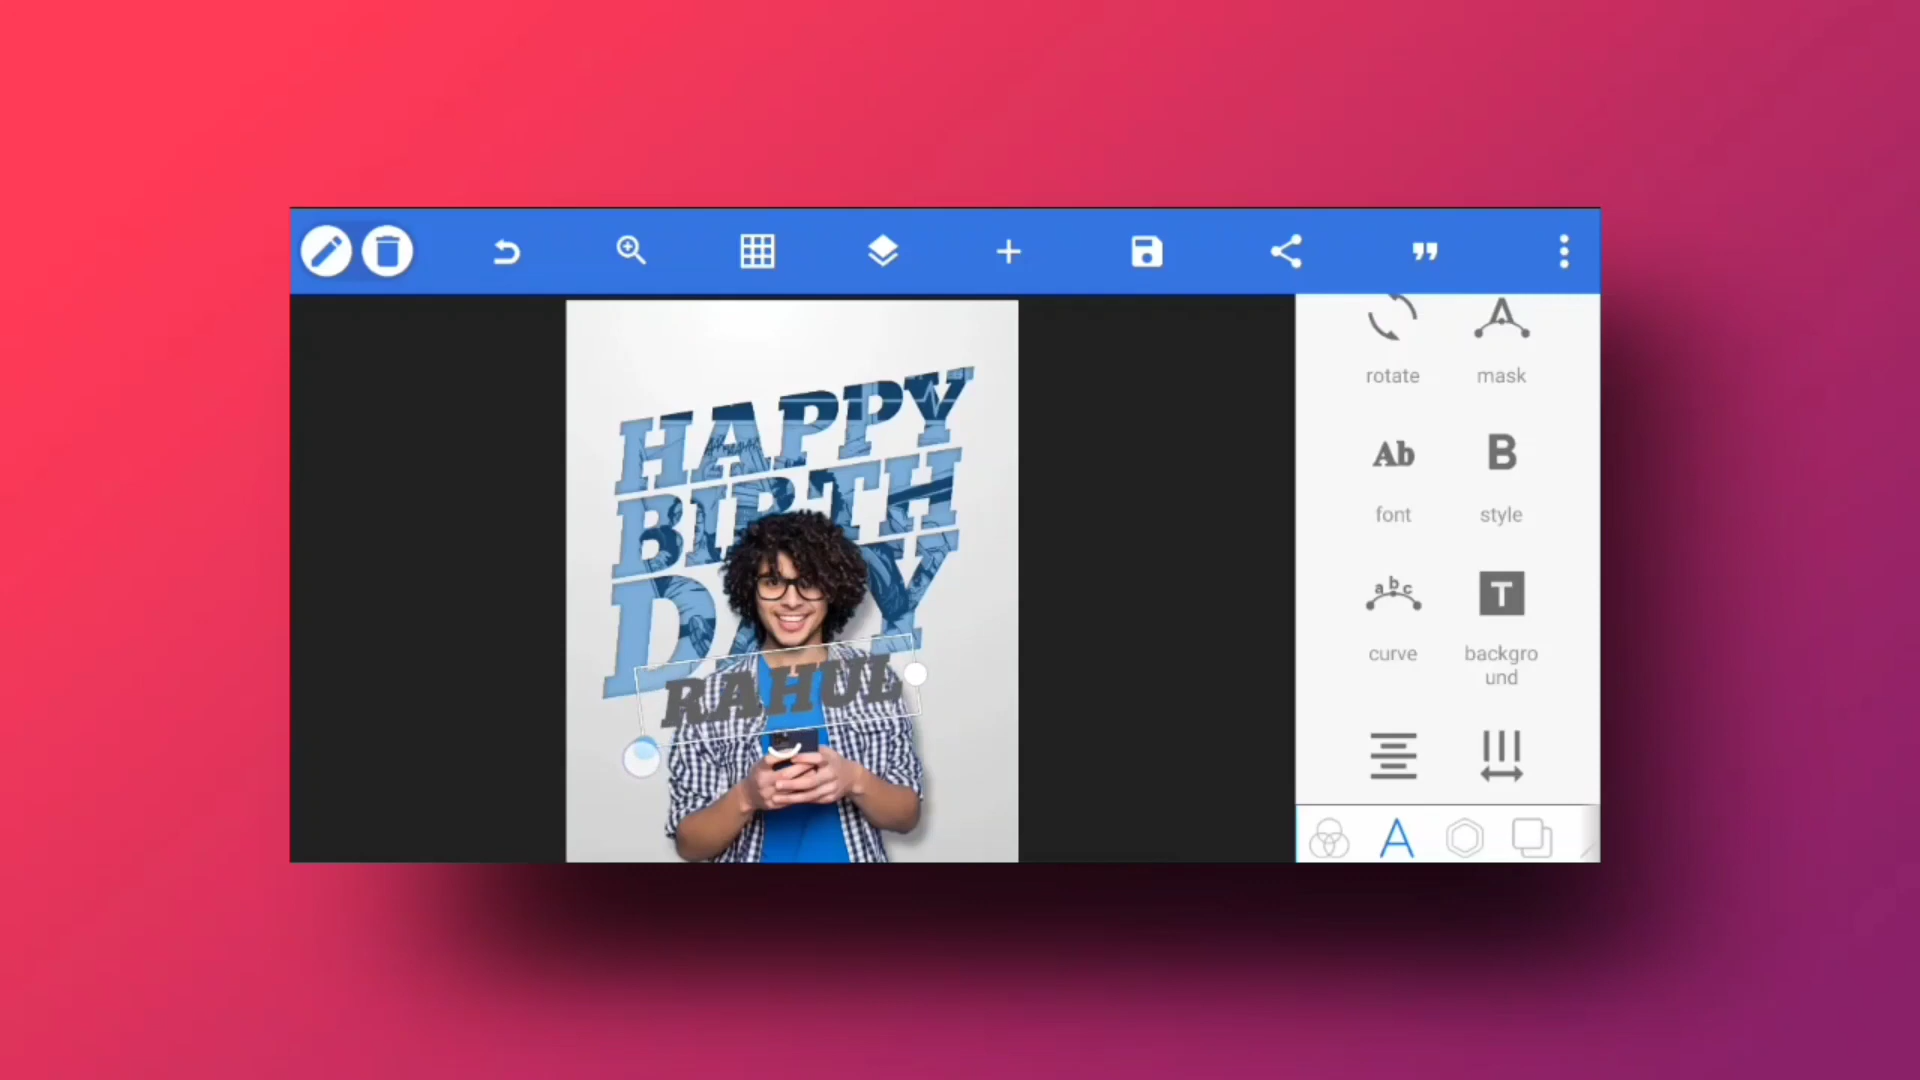 HAPPY
BIRTH
DAY
RAHUL
rotate
mask
Ab
font
B
style
abc
curve
T
backgro
und
A